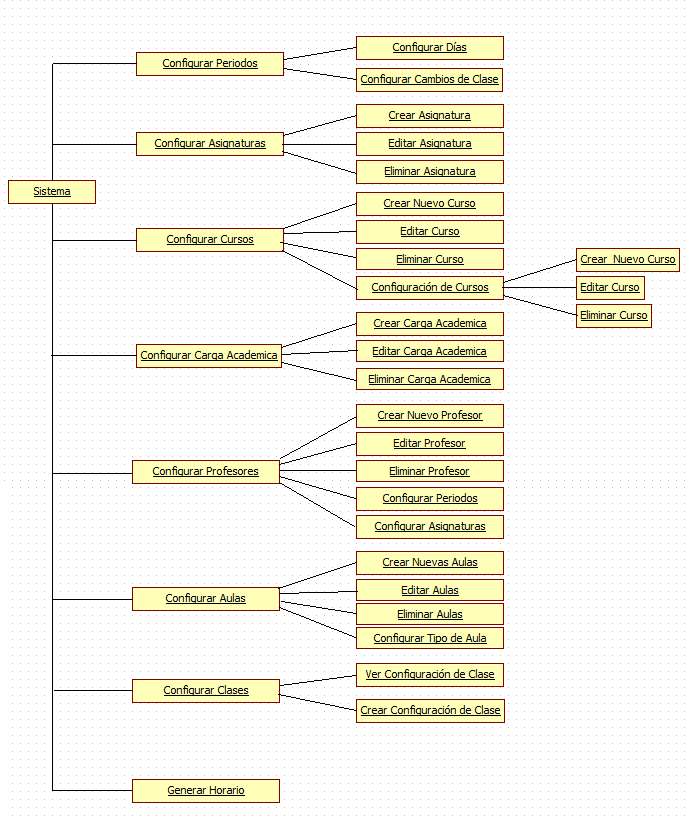 Sistema
Configurar Periodos
Configurar Días
Configurar Cambios de Clase
Configurar Asignaturas
Crear Asignatura
Editar Asignatura
Eliminar Asignatura
Configurar Cursos
Crear Nuevo Curso
Editar Curso
Eliminar Curso
Configuración de Cursos
Crear Nuevo Curso
Editar Curso
Eliminar Curso
Configurar Carga Academica
Crear Carga Academica
Editar Carga Academica
Eliminar Carga Academica
Configurar Profesores
Crear Nuevo Profesor
Editar Profesor
Eliminar Profesor
Configurar Periodos
Configurar Asignaturas
Configurar Aulas
Crear Nuevas Aulas
Editar Aulas
Eliminar Aulas
Configurar Tipo de Aula
Configurar Clases
Ver Configuración de Clase
Crear Configuración de Clase
Generar Horario